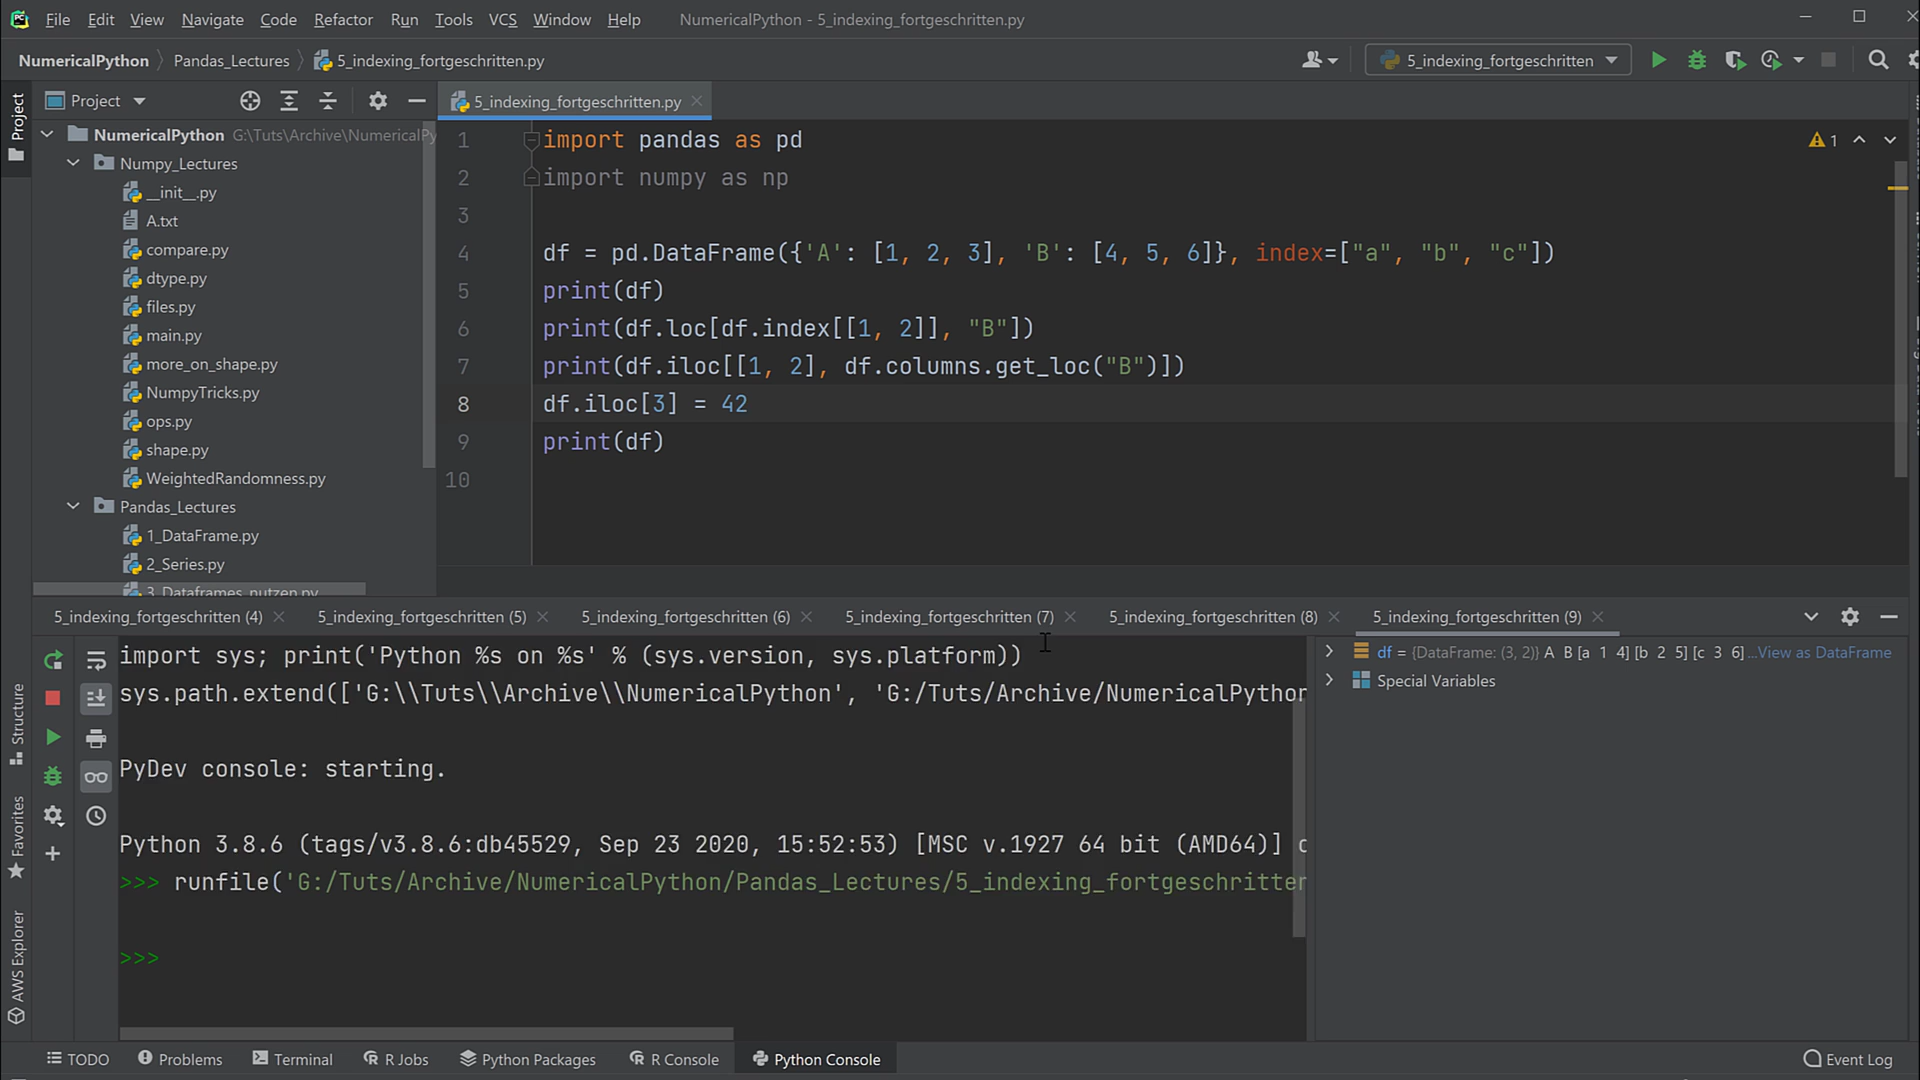 File Edit View Navigate Code Refactor Run Tools VCS Window Help NumericalPython - 5_indexing_fortgeschritten.py
NumericalPython Pandas_Lectures 5_indexing_fortgeschritten.py 5_indexing_fortgeschritten
Project Project 5_indexing_fortgeschritten.py
NumericalPython G:\Tuts\Archive\NumericalPy
Numpy_Lectures
__init__.py
A.txt
compare.py
dtype.py
files.py
main.py
more_on_shape.py
NumpyTricks.py
ops.py
shape.py
WeightedRandomness.py
Pandas_Lectures
1_DataFrame.py
2_Series.py
3_Dataframes_nutzen.py
1 import pandas as pd
2 import numpy as np
3
4 df = pd.DataFrame({'A': [1, 2, 3], 'B': [4, 5, 6]}, index=["a", "b", "c"])
5 print(df)
6 print(df.loc[df.index[[1, 2]], "B"])
7 print(df.iloc[[1, 2], df.columns.get_loc("B")])
8 df.iloc[3] = 42
9 print(df)
10
1
5_indexing_fortgeschritten (4) 5_indexing_fortgeschritten (5) 5_indexing_fortgeschritten (6) 5_indexing_fortgeschritten (7) 5_indexing_fortgeschritten (8) 5_indexing_fortgeschritten (9)
import sys; print('Python %s on %s' % (sys.version, sys.platform))
sys.path.extend(['G:\\Tuts\\Archive\\NumericalPython', 'G:/Tuts/Archive/NumericalPython
PyDev console: starting.
Python 3.8.6 (tags/v3.8.6:db45529, Sep 23 2020, 15:52:53) [MSC v.1927 64 bit (AMD64)] o
>>> runfile('G:/Tuts/Archive/NumericalPython/Pandas_Lectures/5_indexing_fortgeschritten
>>>
df = {DataFrame: (3, 2)} A B [a 1 4] [b 2 5] [c 3 6] ...View as DataFrame
Special Variables
Structure
Favorites
AWS Explorer
TODO Problems Terminal R Jobs Python Packages R Console Python Console Event Log